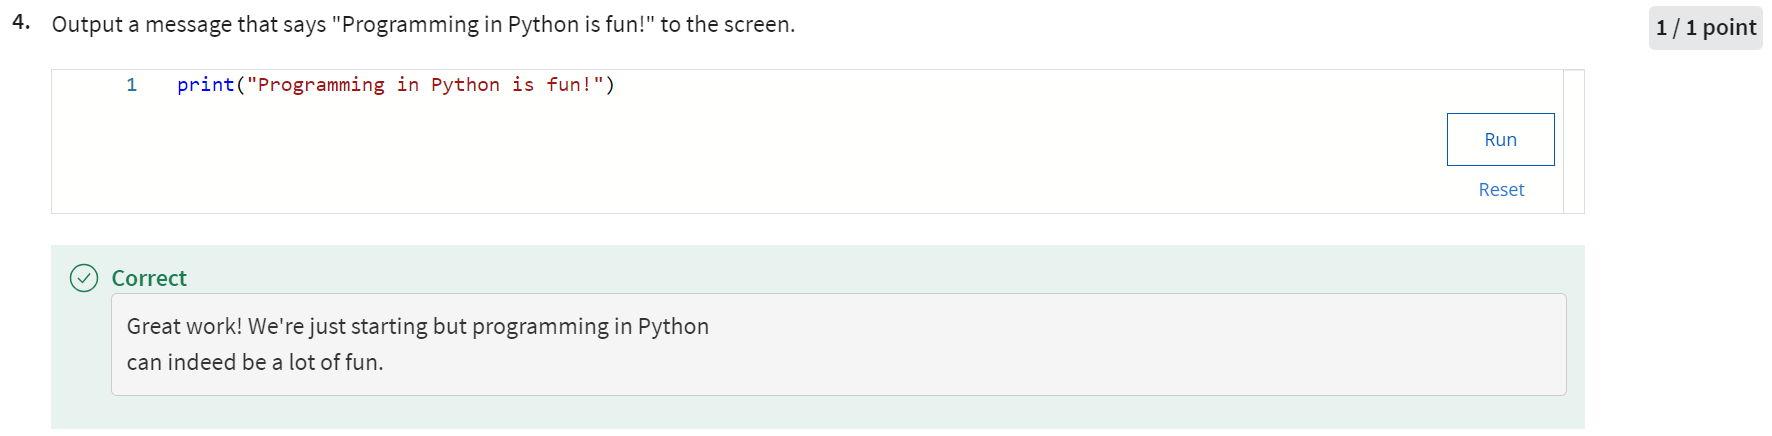 4. Output a message that says "Programming in Python is fun!" to the screen.
1 / 1 point
1 print("Programming in Python is fun!")
Run
Reset
Correct
Great work! We're just starting but programming in Python
can indeed be a lot of fun.